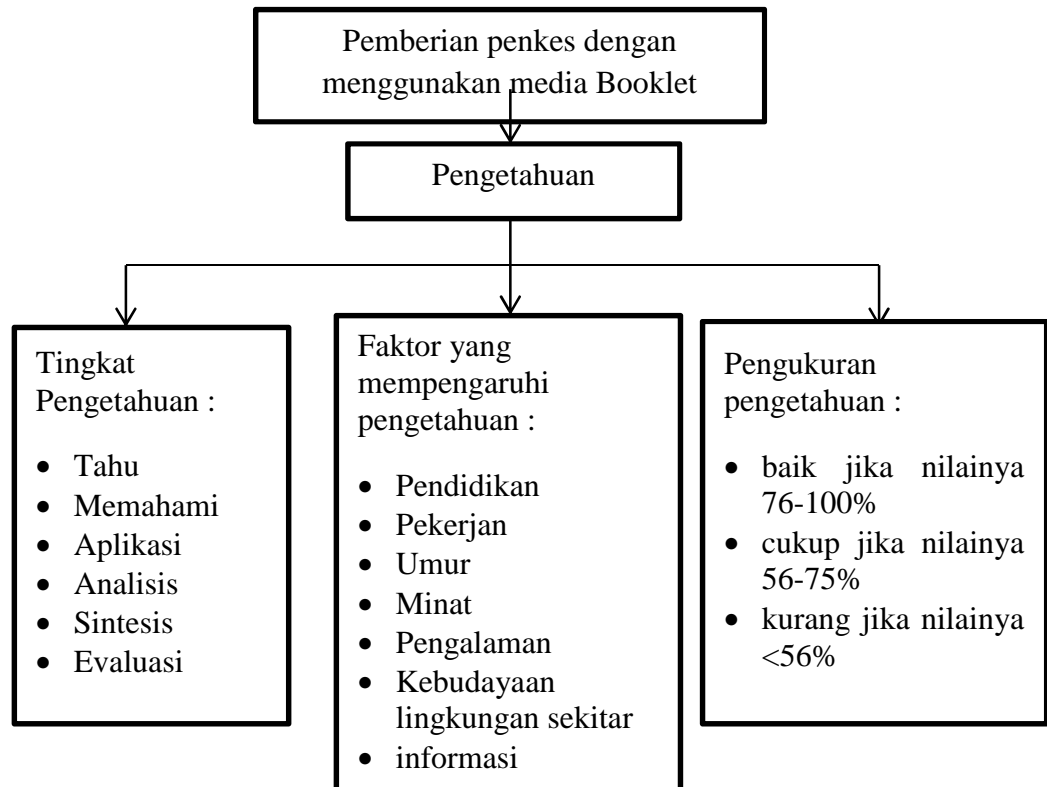 Pemberian penkes dengan
menggunakan media Booklet
Pengetahuan
Tingkat
Pengetahuan :
• Tahu
• Memahami
• Aplikasi
• Analisis
• Sintesis
• Evaluasi
Faktor yang
mempengaruhi
pengetahuan :
• Pendidikan
• Pekerjan
• Umur
• Minat
• Pengalaman
• Kebudayaan
lingkungan sekitar
• informasi
Pengukuran
pengetahuan :
• baik jika nilainya
76-100%
• cukup jika nilainya
56-75%
• kurang jika nilainya
<56%